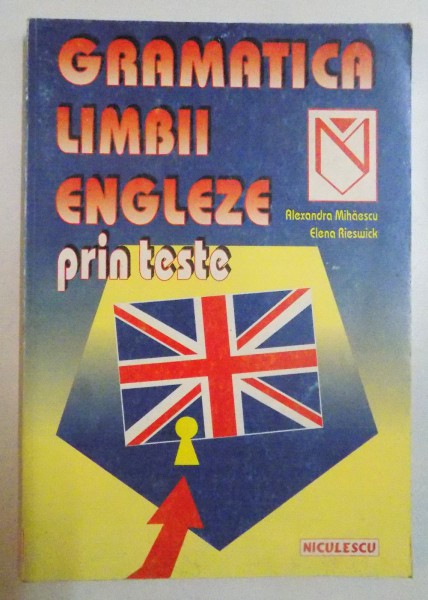 GRAMATICA
LIMBII
ENGLEZE
prin teste
Alexandra Mihăescu
Elena Rieswick
NICULESCU